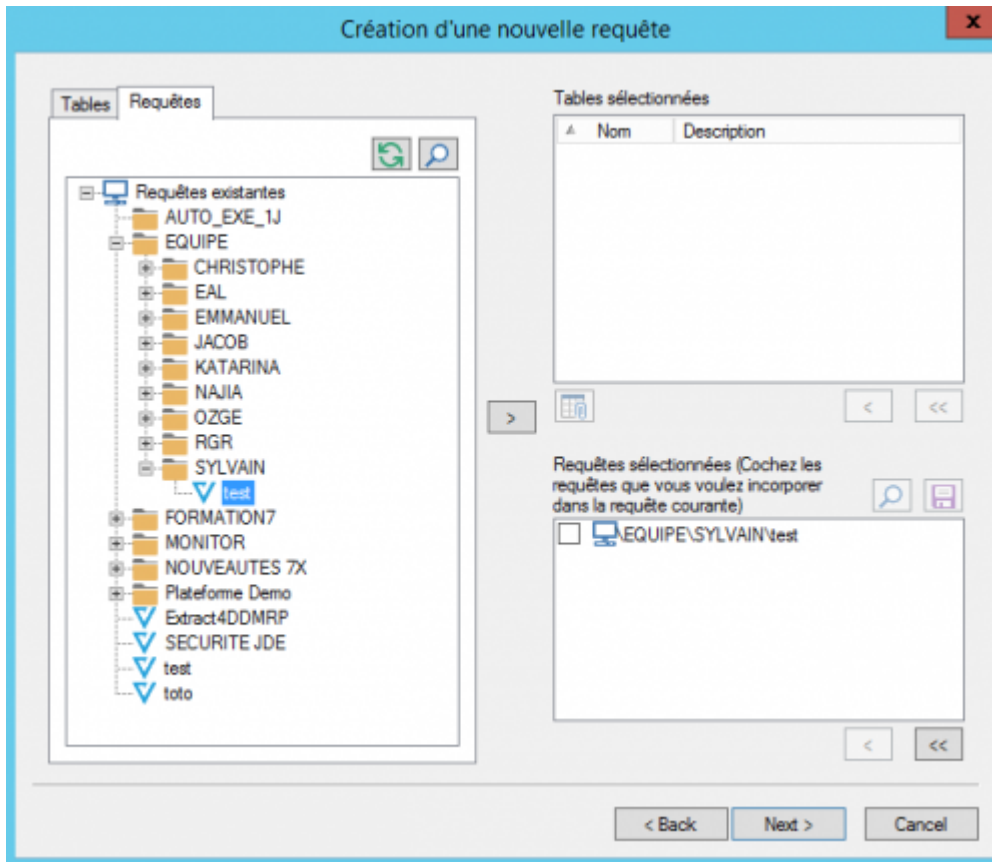 Création d'une nouvelle requête
x
Tables Requêtes
Requêtes existantes
AUTO_EXE_1J
EQUIPE
CHRISTOPHE
EAL
EMMANUEL
JACOB
KATARINA
NAJIA
OZGE
RGR
SYLVAIN
test
FORMATION7
MONITOR
NOUVEAUTES 7X
Plateforme Demo
Extract4DDMRP
SECURITE JDE
test
toto
>
Tables sélectionnées
Nom Description
< <<
Requêtes sélectionnées (Cochez les
requêtes que vous voulez incorporer
dans la requête courante)
\EQUIPE\SYLVAIN\test
< <<
< Back Next > Cancel